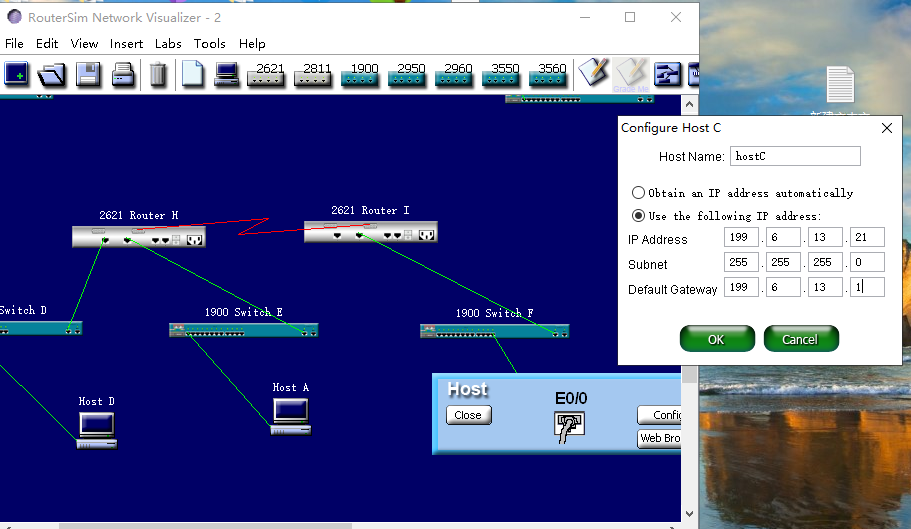 RouterSim Network Visualizer - 2
File Edit View Insert Labs Tools Help
2621 2811 1900 2950 2960 3550 3560
Grade Me
Configure Host C
Host Name: hostC
Obtain an IP address automatically
Use the following IP address:
IP Address 199 . 6 . 13 . 21
Subnet 255 . 255 . 255 . 0
Default Gateway 199 . 6 . 13 . 1
OK Cancel
2621 Router H
2621 Router I
Switch D
1900 Switch E
1900 Switch F
Host D
Host A
Host
Close
E0/0
Config
Web Bro